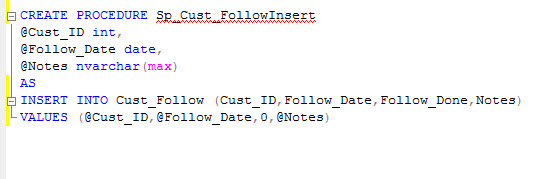 CREATE PROCEDURE Sp_Cust_FollowInsert
@Cust_ID int,
@Follow_Date date,
@Notes nvarchar(max)
AS
INSERT INTO Cust_Follow (Cust_ID,Follow_Date,Follow_Done,Notes)
VALUES (@Cust_ID,@Follow_Date,0,@Notes)